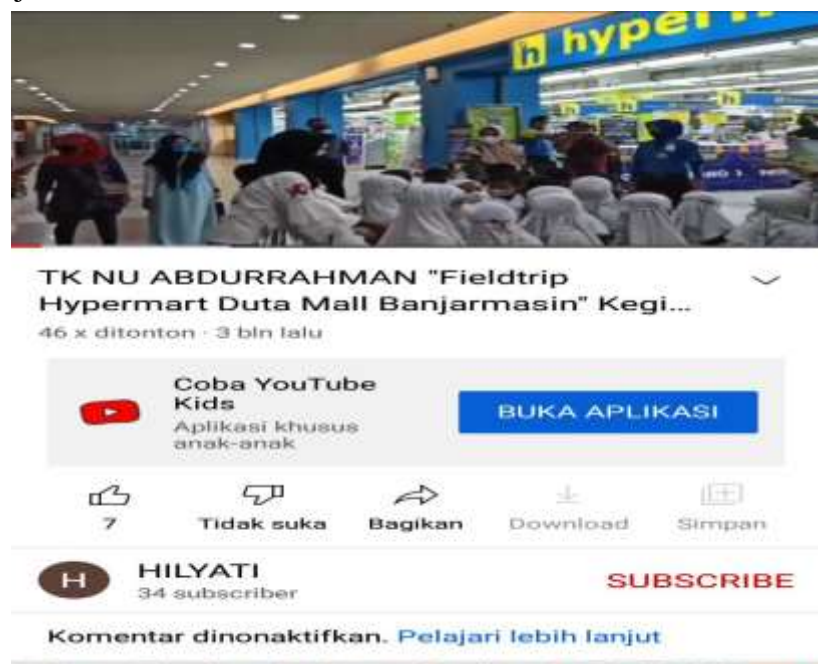 h hyperm
TK NU ABDURRAHMAN "Fieldtrip
Hypermart Duta Mall Banjarmasin" Kegi...
46 x ditonton · 3 bln lalu
Coba YouTube
Kids
Aplikasi khusus
anak-anak
BUKA APLIKASI
7
Tidak suka
Bagikan
Download
Simpan
H
HILYATI
34 subscriber
SUBSCRIBE
Komentar dinonaktifkan. Pelajari lebih lanjut